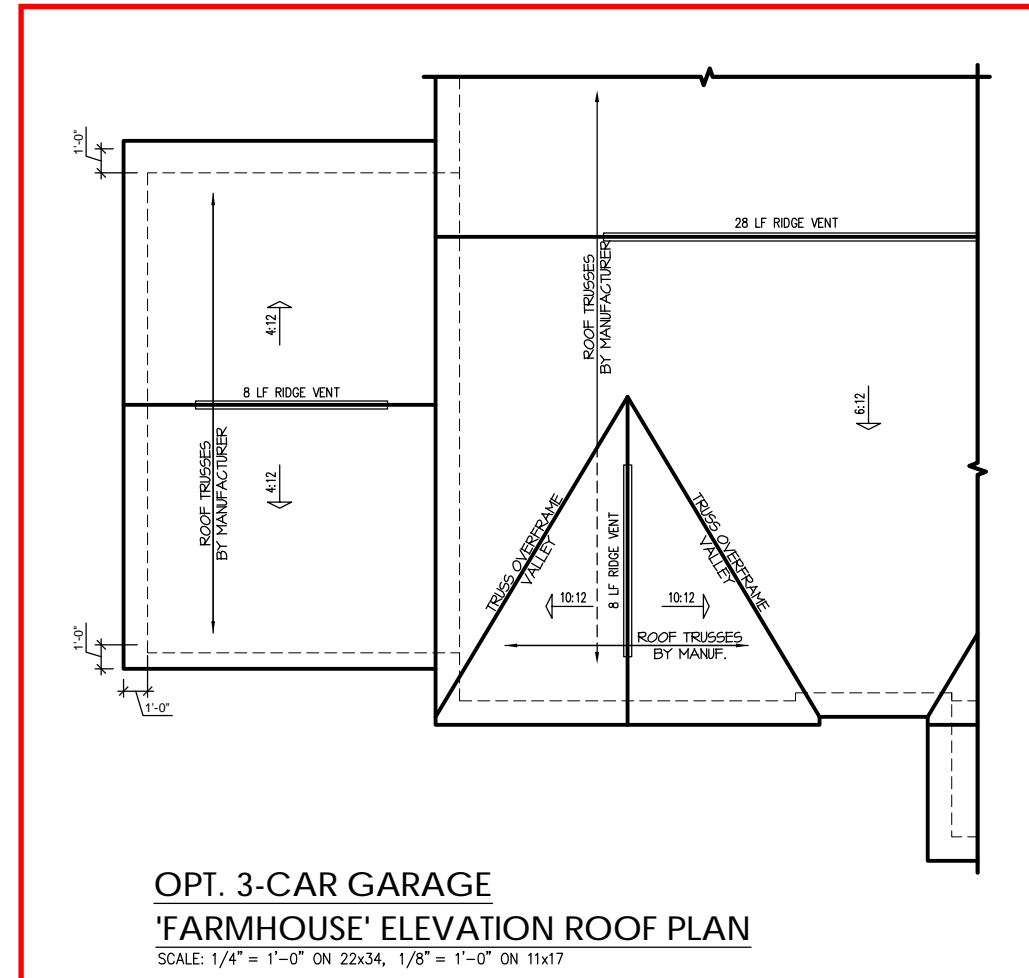 1'-0"
28 LF RIDGE VENT
ROOF TRUSSES
BY MANUFACTURER
4:12
8 LF RIDGE VENT
6:12
ROOF TRUSSES
BY MANUFACTURER
4:12
TRUSS OVERFRAME
VALLEY
8 LF RIDGE VENT
TRUSS OVERFRAME
VALLEY
10:12
10:12
ROOF TRUSSES
BY MANUF.
1'-0"
1'-0"
OPT. 3-CAR GARAGE
'FARMHOUSE' ELEVATION ROOF PLAN
SCALE: 1/4" = 1'-0" ON 22x34, 1/8" = 1'-0" ON 11x17